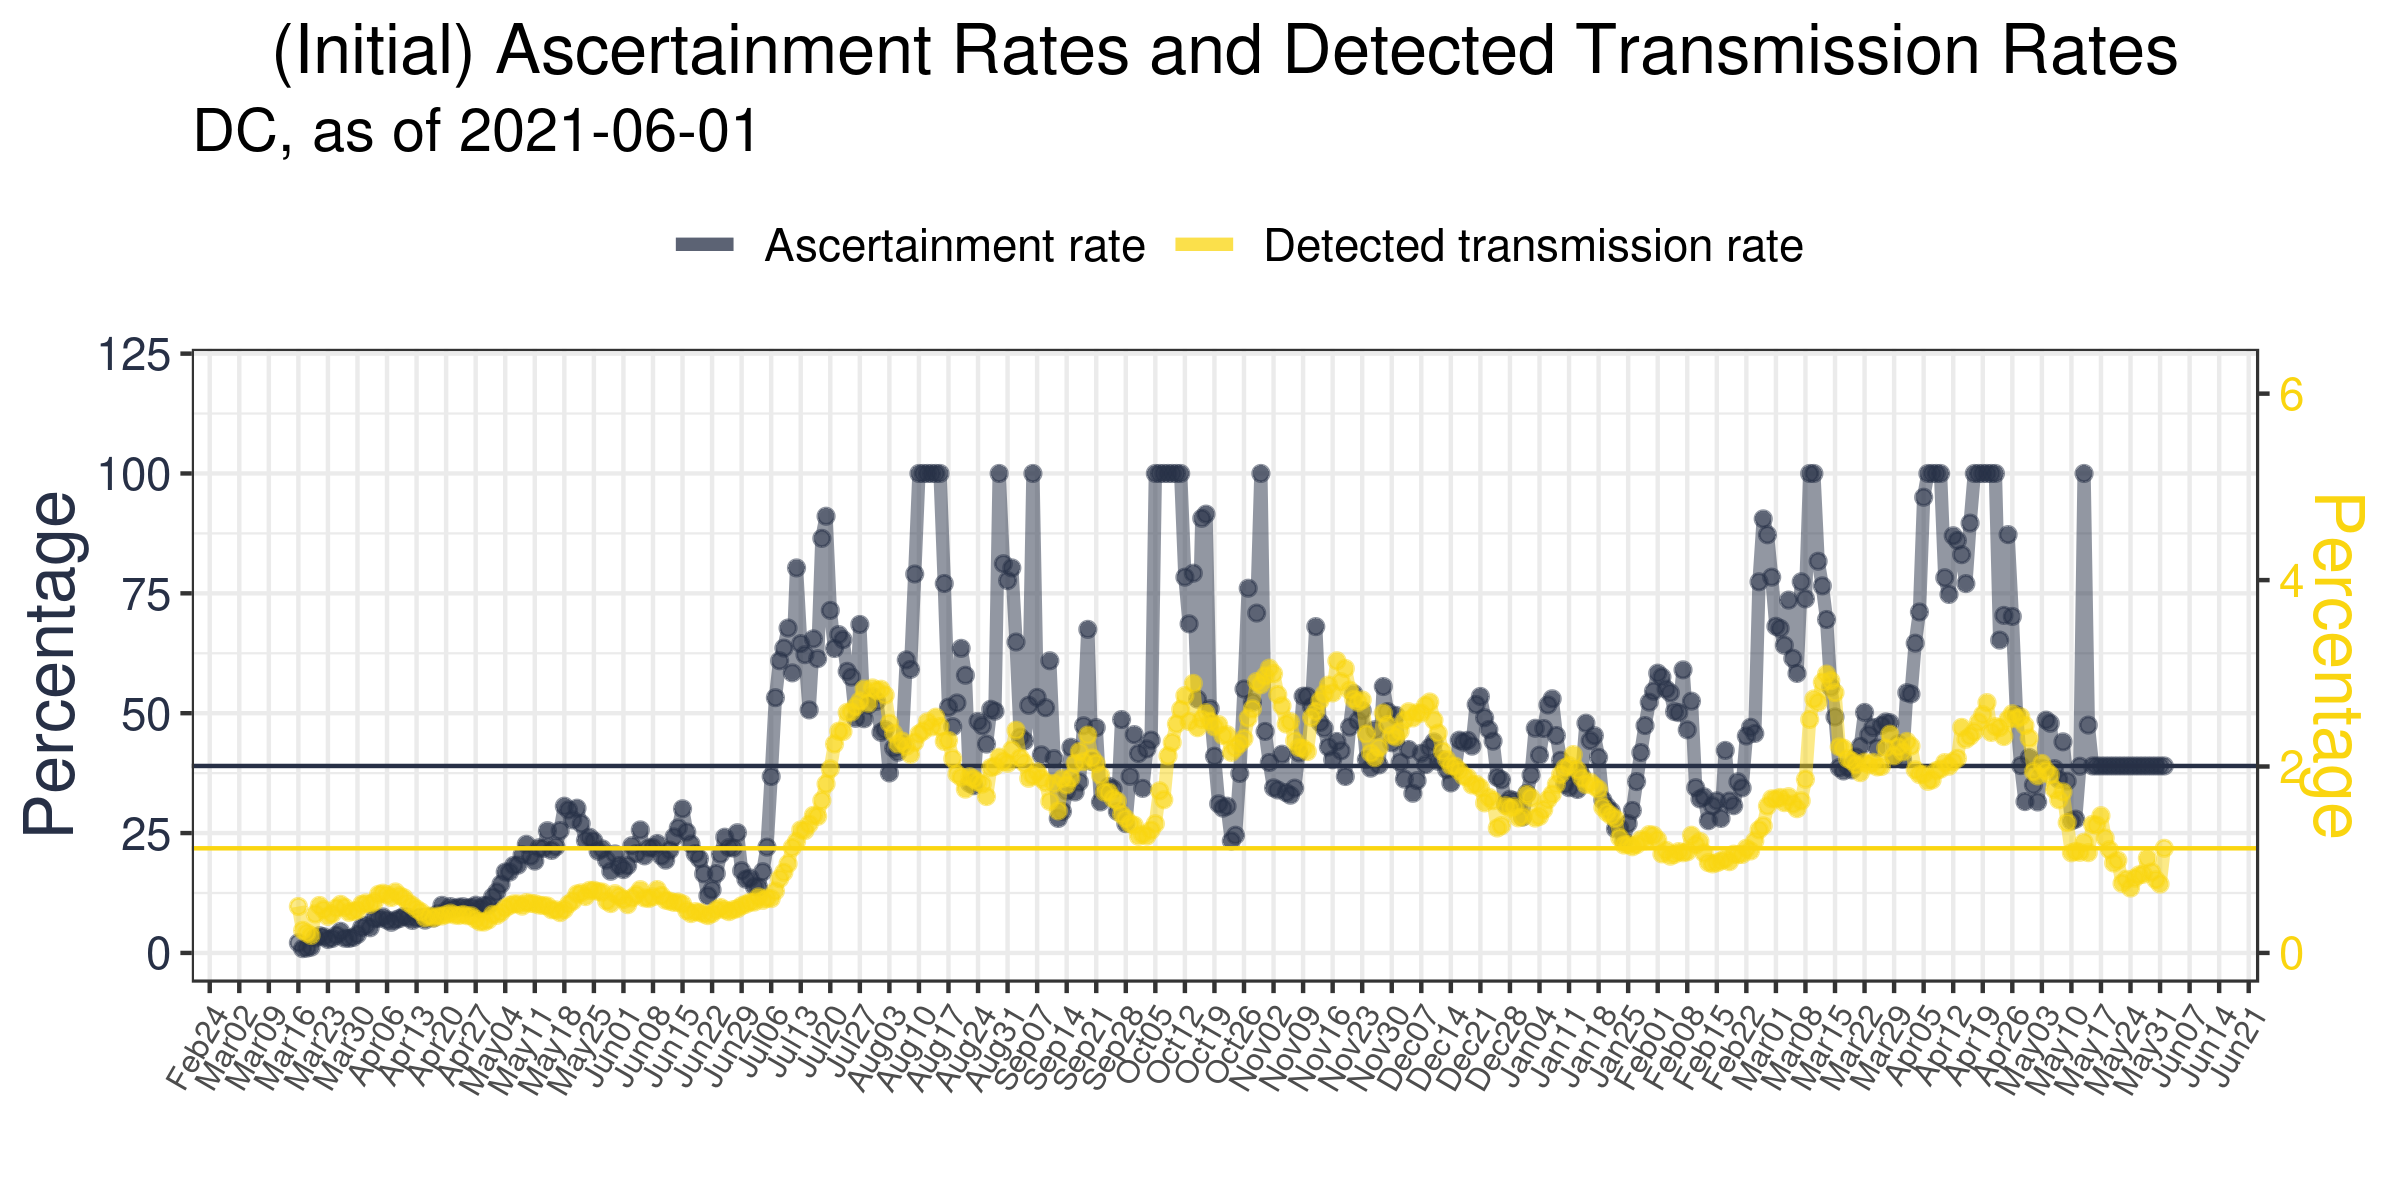 (Initial) Ascertainment Rates and Detected Transmission Rates
DC, as of 2021-06-01
Ascertainment rate Detected transmission rate
Percentage
125
100
75
50
25
0
6
4
2
0
Percentage
Feb24 Mar02 Mar09 Mar16 Mar23 Mar30 Apr06 Apr13 Apr20 Apr27 May04 May11 May18 May25 Jun01 Jun08 Jun15 Jun22 Jun29 Jul06 Jul13 Jul20 Jul27 Aug03 Aug10 Aug17 Aug24 Aug31 Sep07 Sep14 Sep21 Sep28 Oct05 Oct12 Oct19 Oct26 Nov02 Nov09 Nov16 Nov23 Nov30 Dec07 Dec14 Dec21 Dec28 Jan04 Jan11 Jan18 Jan25 Feb01 Feb08 Feb15 Feb22 Mar01 Mar08 Mar15 Mar22 Mar29 Apr05 Apr12 Apr19 Apr26 May03 May10 May17 May24 May31 Jun07 Jun14 Jun21